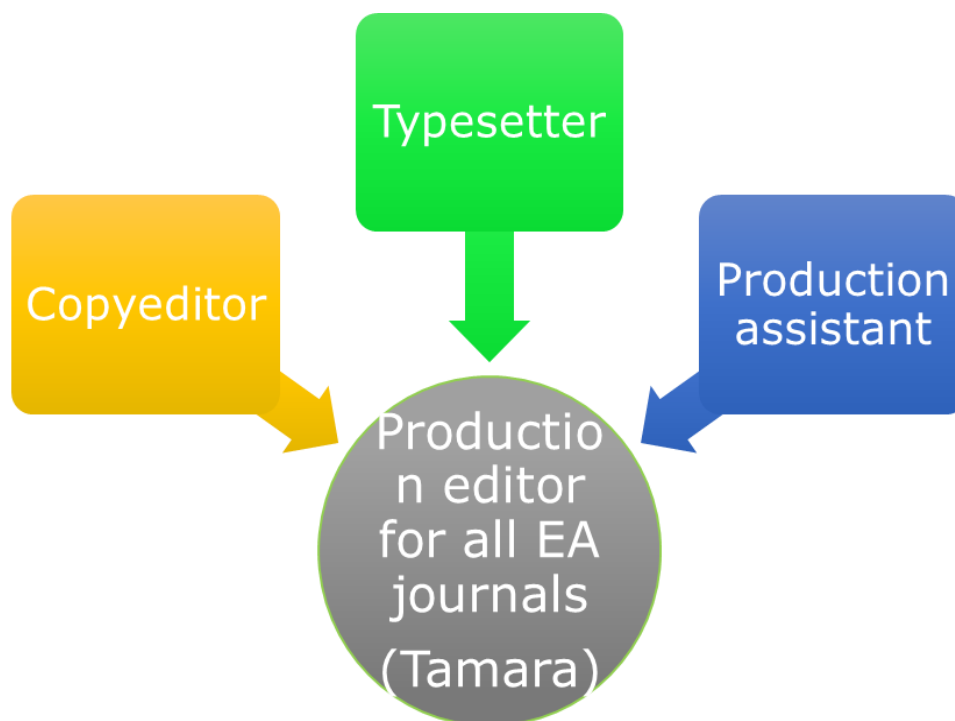 Typesetter
Copyeditor
Production
assistant
Productio
n editor
for all EA
journals
(Tamara)